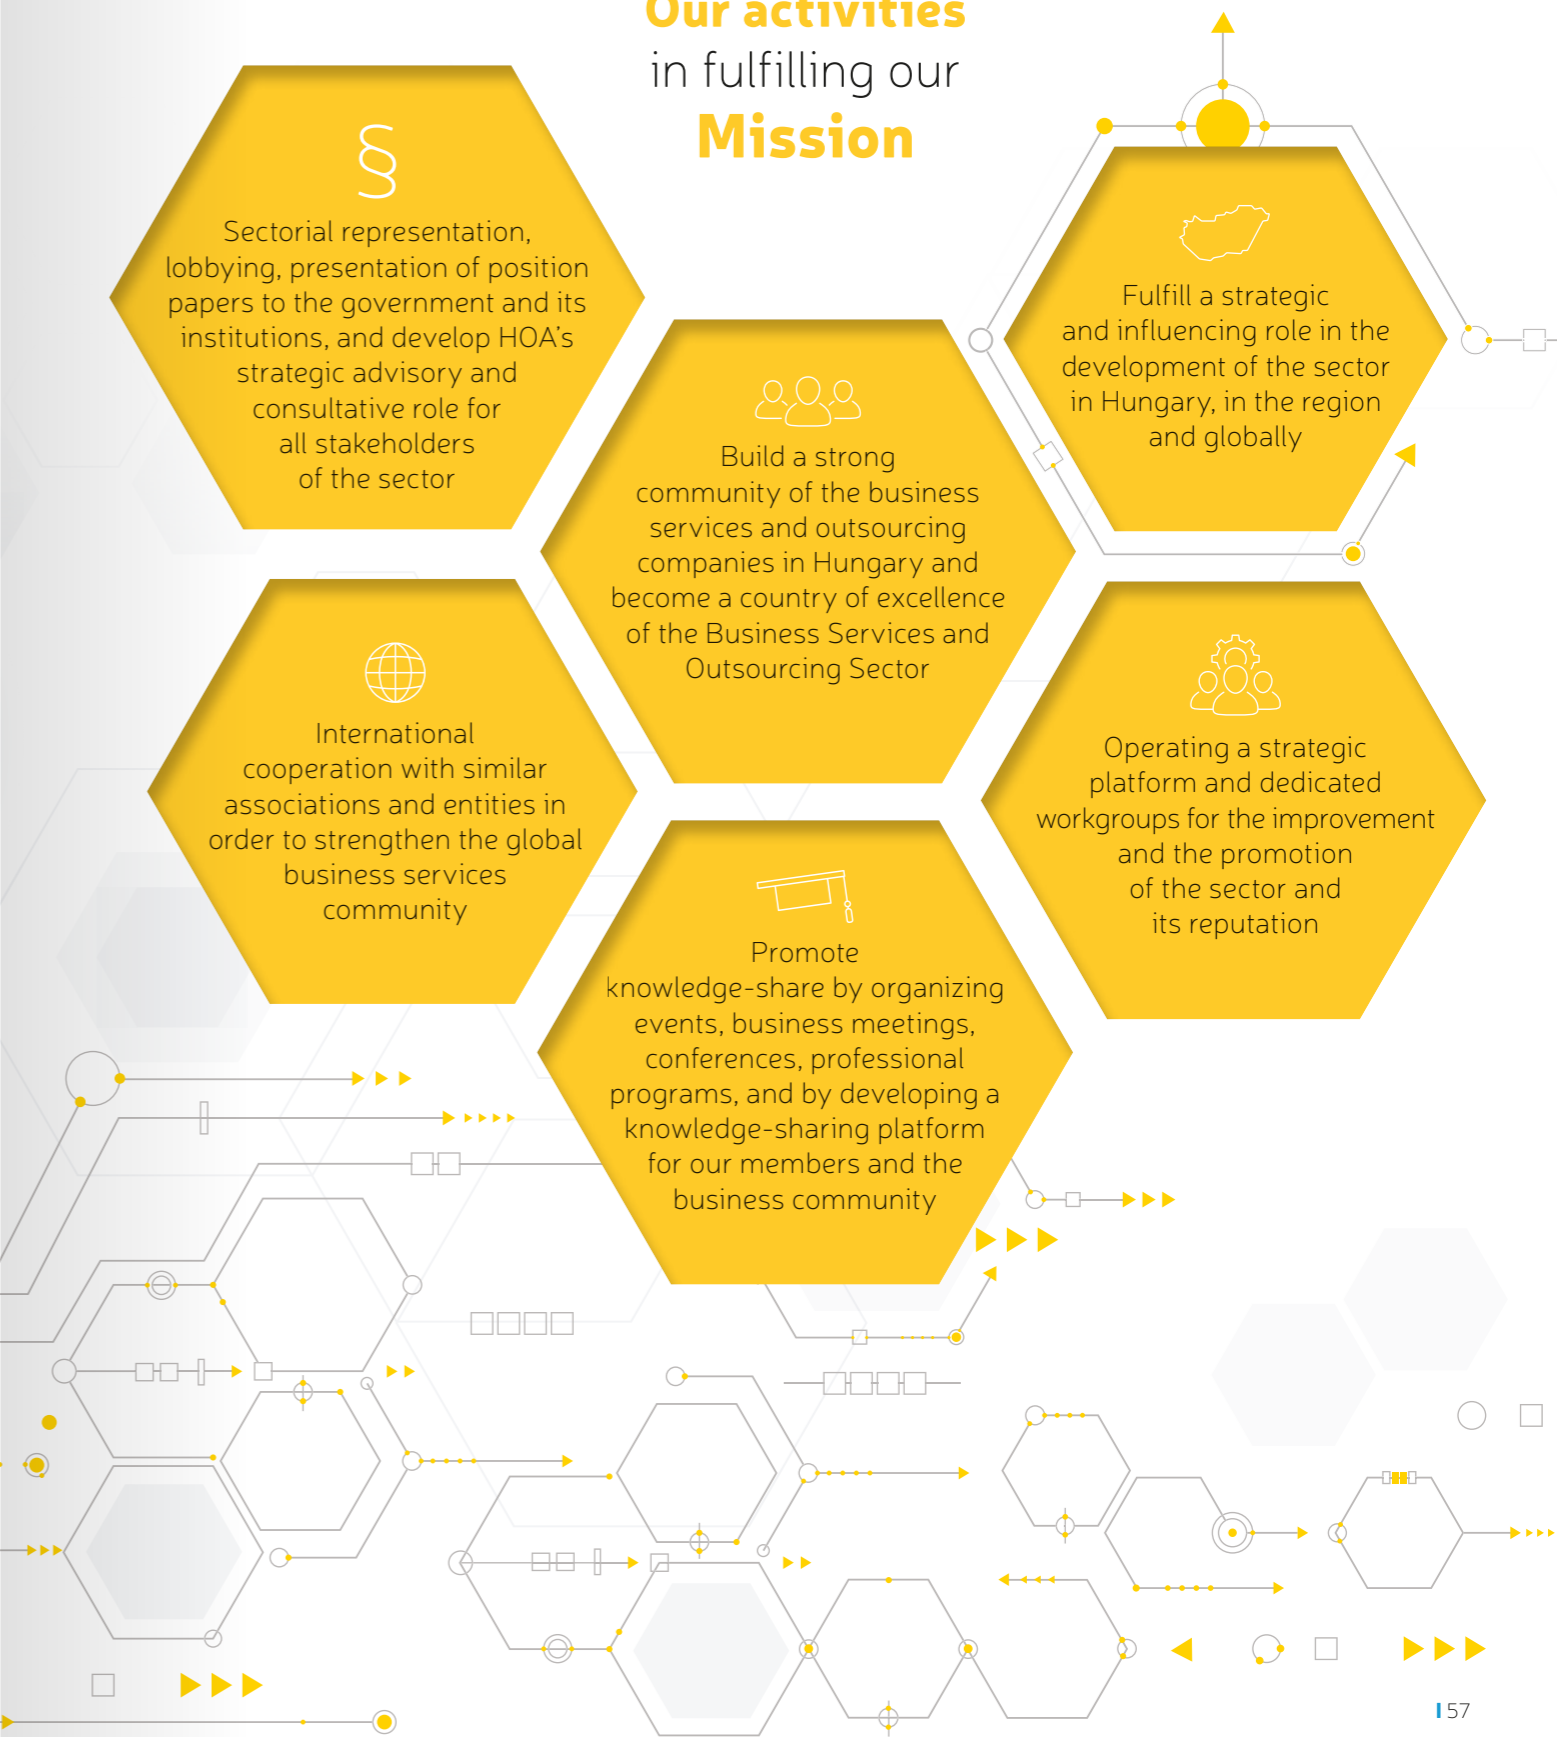 Our activities
in fulfilling our
Mission
§
Sectorial representation,
lobbying, presentation of position
papers to the government and its
institutions, and develop HOA's
strategic advisory and
consultative role for
all stakeholders
of the sector
Build a strong
community of the business
services and outsourcing
companies in Hungary and
become a country of excellence
of the Business Services and
Outsourcing Sector
Fulfill a strategic
and influencing role in the
development of the sector
in Hungary, in the region
and globally
International
cooperation with similar
associations and entities in
order to strengthen the global
business services
community
Promote
knowledge-share by organizing
events, business meetings,
conferences, professional
programs, and by developing a
knowledge-sharing platform
for our members and the
business community
Operating a strategic
platform and dedicated
workgroups for the improvement
and the promotion
of the sector and
its reputation
57